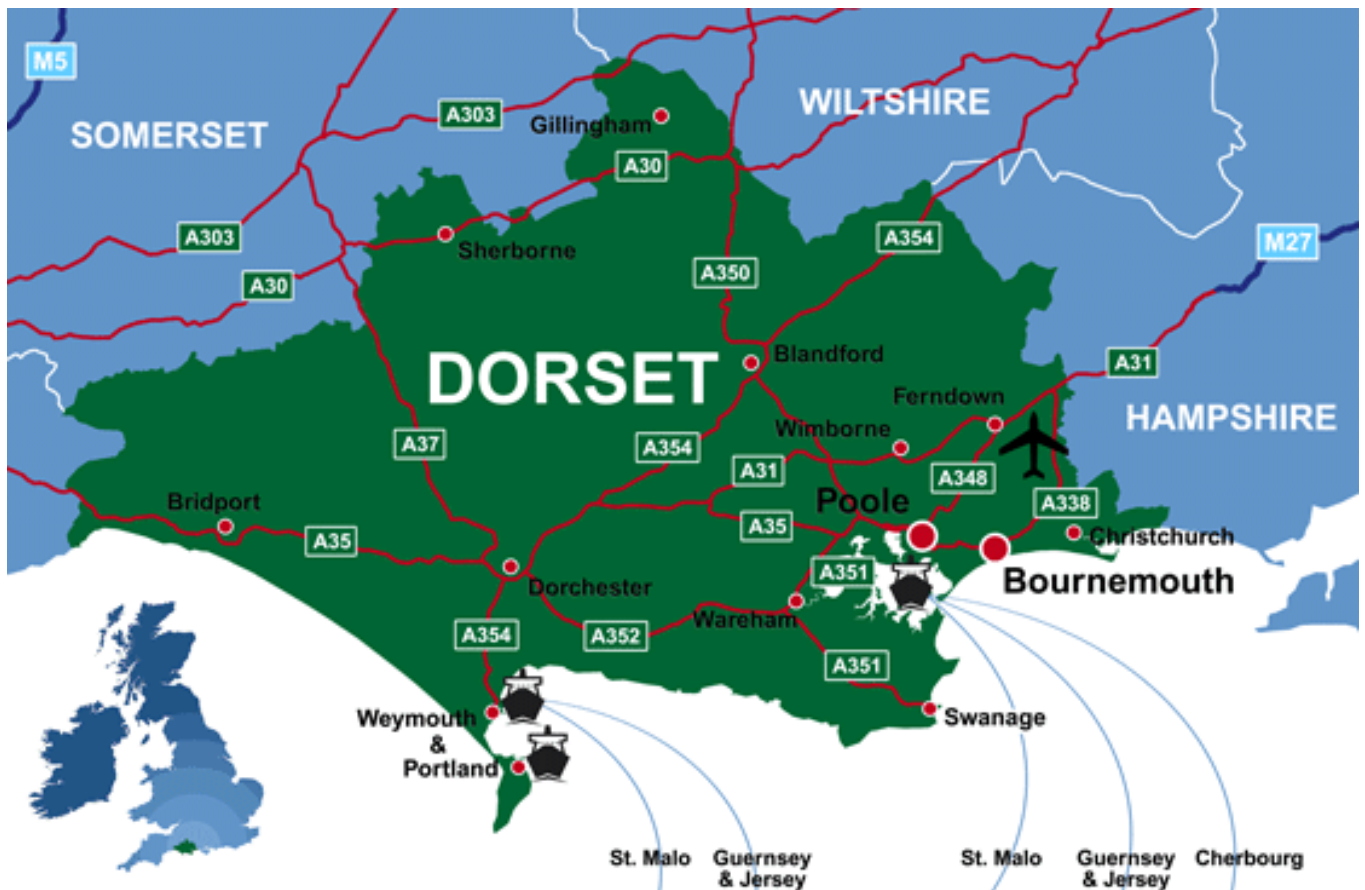 M5
WILTSHIRE
A303
Gillingham
SOMERSET
A30
A303
Sherborne
A354
M27
A350
A30
DORSET
Blandford
A31
Ferndown
HAMPSHIRE
Wimborne
A37
A354
A31
A348
Poole
A338
Bridport
A35
A35
Christchurch
A351
Bournemouth
Dorchester
Wareham
A354
A352
A351
Weymouth
&
Portland
Swanage
St. Malo
Guernsey
& Jersey
St. Malo
Guernsey
& Jersey
Cherbourg